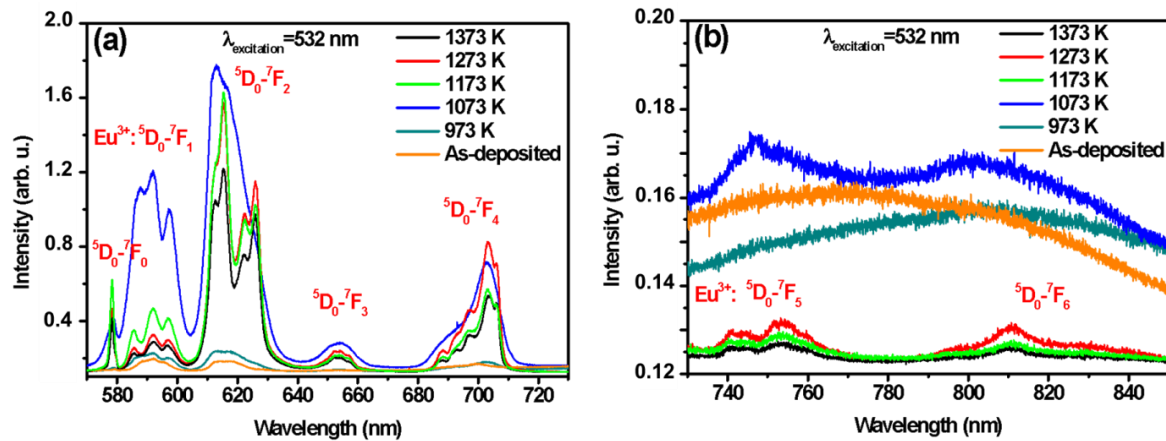 (a)
λexcitation=532 nm
1373 K
1273 K
1173 K
1073 K
973 K
As-deposited
⁵D₀-⁷F₂
Eu³⁺: ⁵D₀-⁷F₁
⁵D₀-⁷F₀
⁵D₀-⁷F₃
⁵D₀-⁷F₄
2.0
1.6
1.2
0.8
0.4
Intensity (arb. u.)
580 600 620 640 660 680 700 720
Wavelength (nm)
(b)
λexcitation=532 nm
1373 K
1273 K
1173 K
1073 K
973 K
As-deposited
Eu³⁺: ⁵D₀-⁷F₅
⁵D₀-⁷F₆
0.20
0.18
0.16
0.14
0.12
Intensity (arb. u.)
740 760 780 800 820 840
Wavelength (nm)